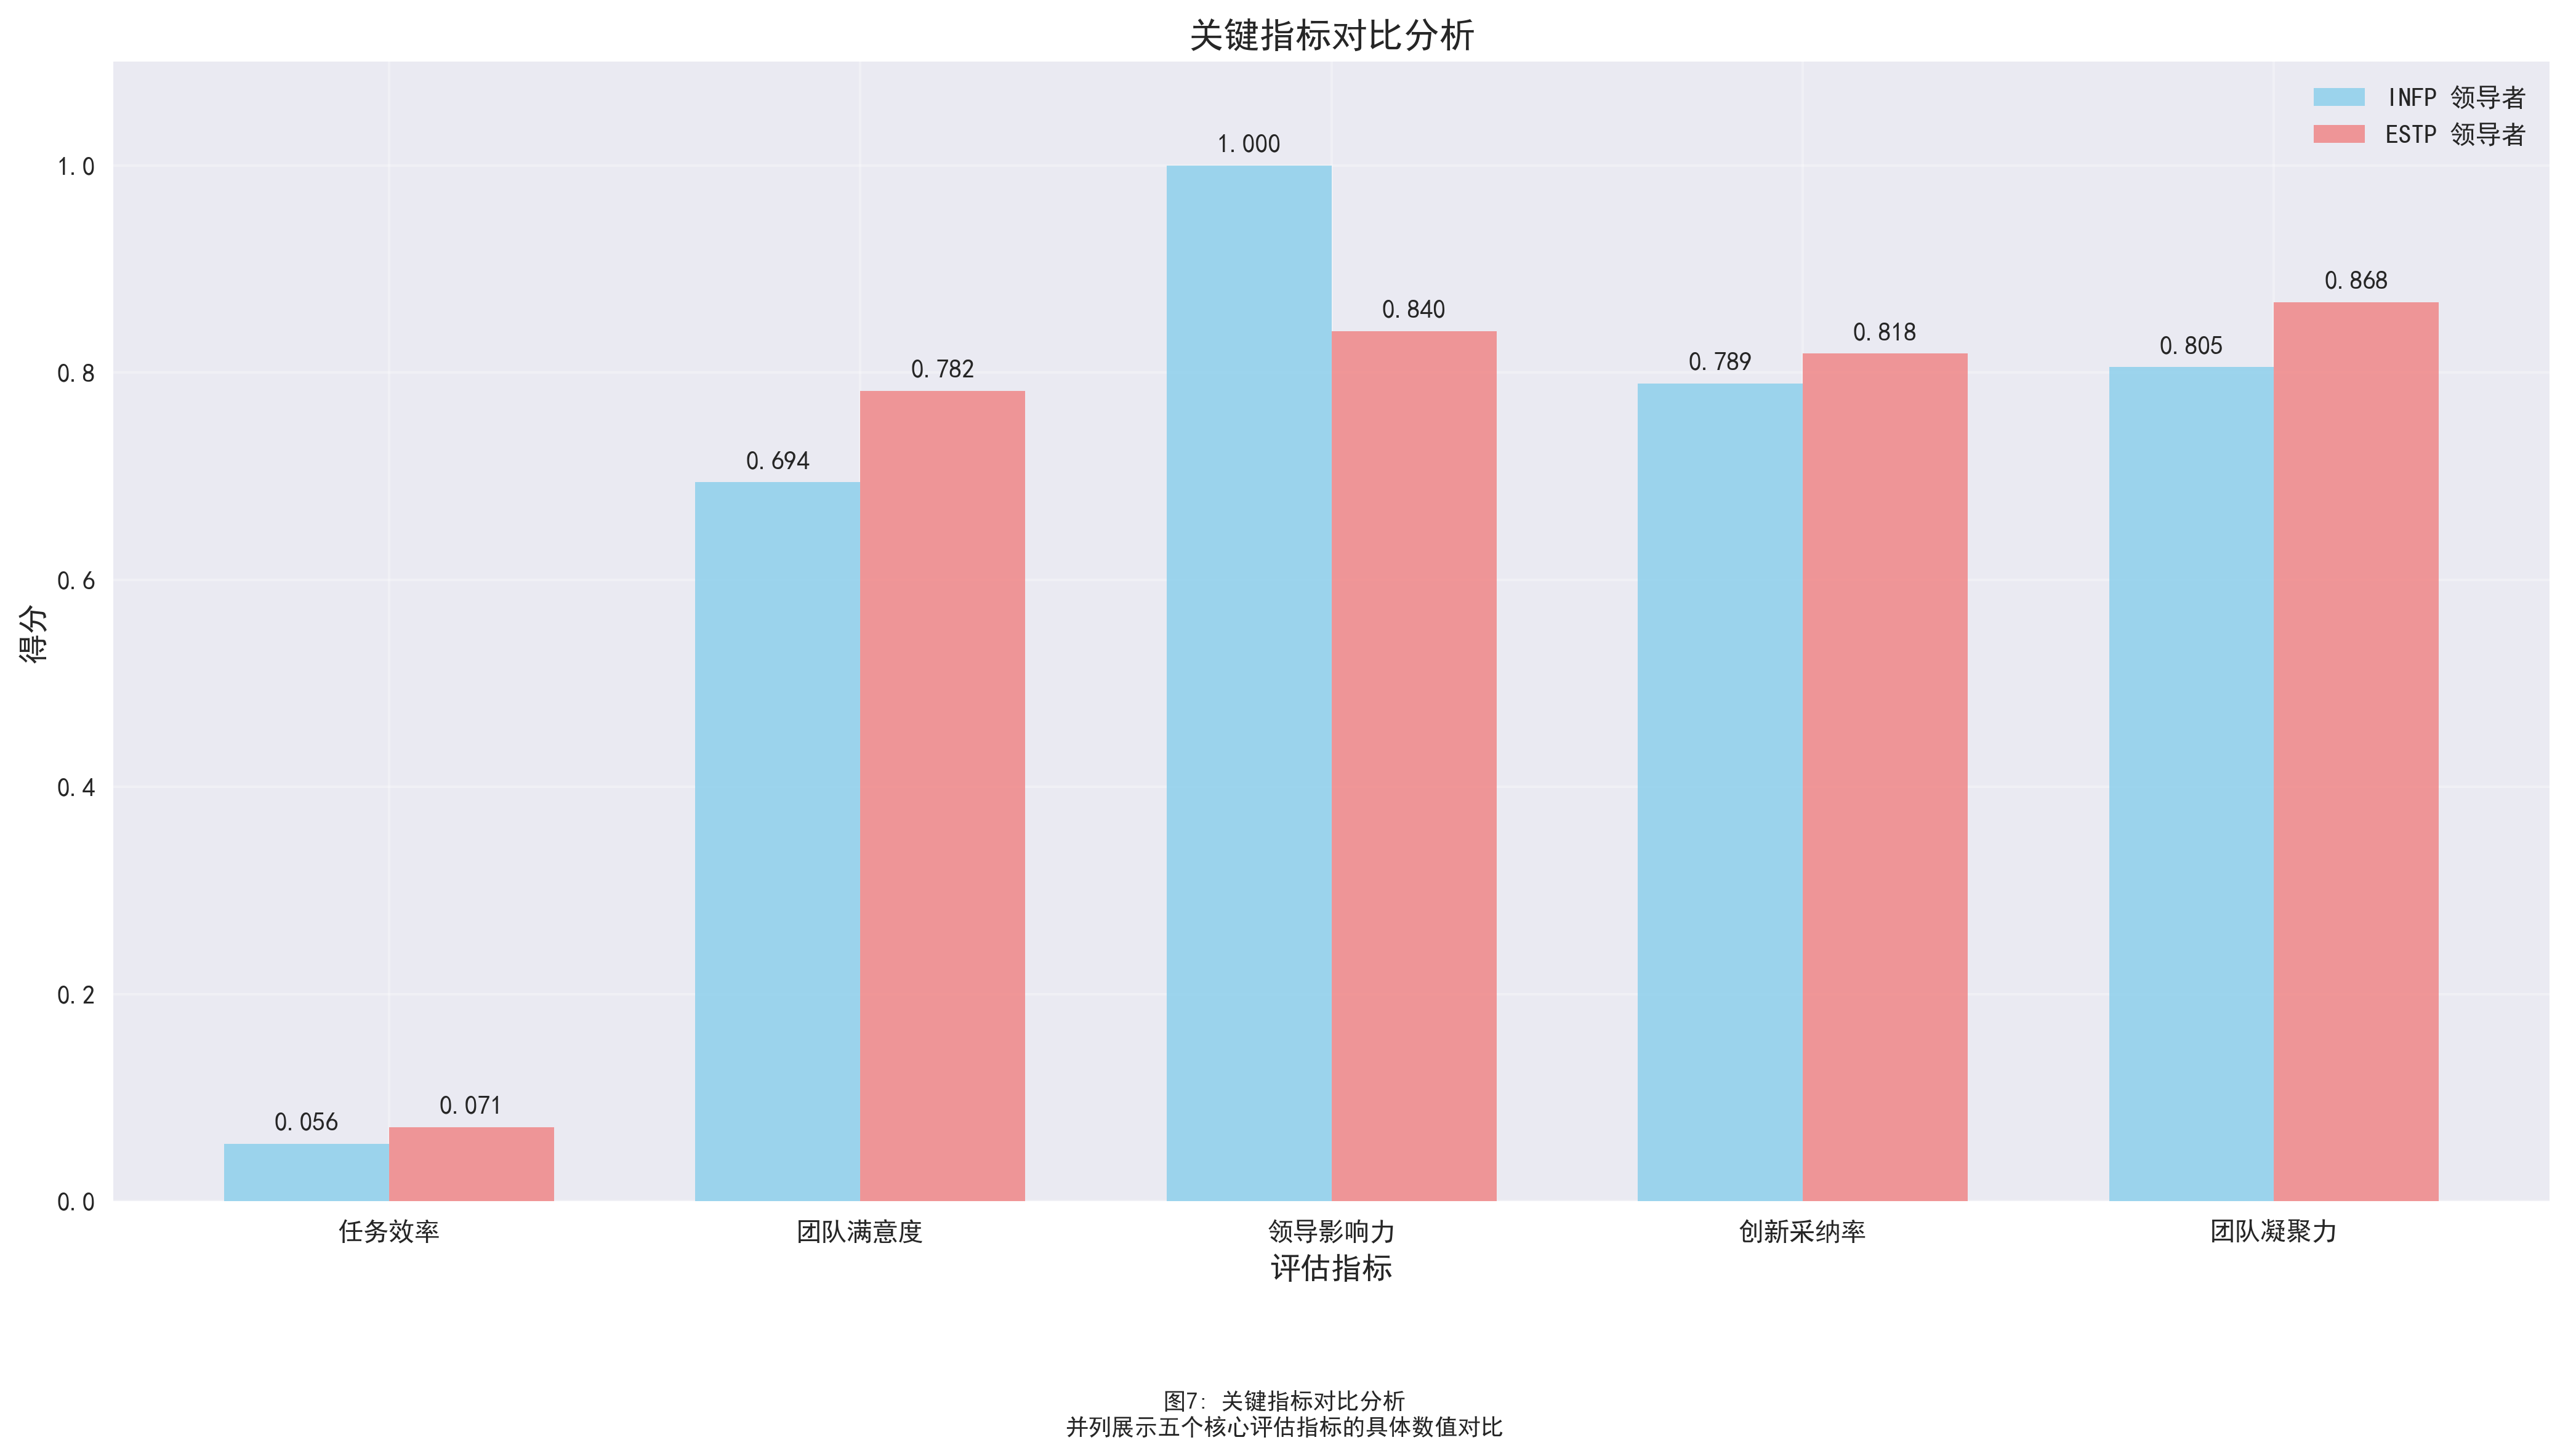 关键指标对比分析
INFP 领导者
ESTP 领导者
1.000
0.868
0.840
0.818
0.805
0.789
0.782
0.694
0.071
0.056
1.0
0.8
0.6
0.4
0.2
0.0
得分
任务效率
团队满意度
领导影响力
创新采纳率
团队凝聚力
评估指标
图7: 关键指标对比分析
并列展示五个核心评估指标的具体数值对比